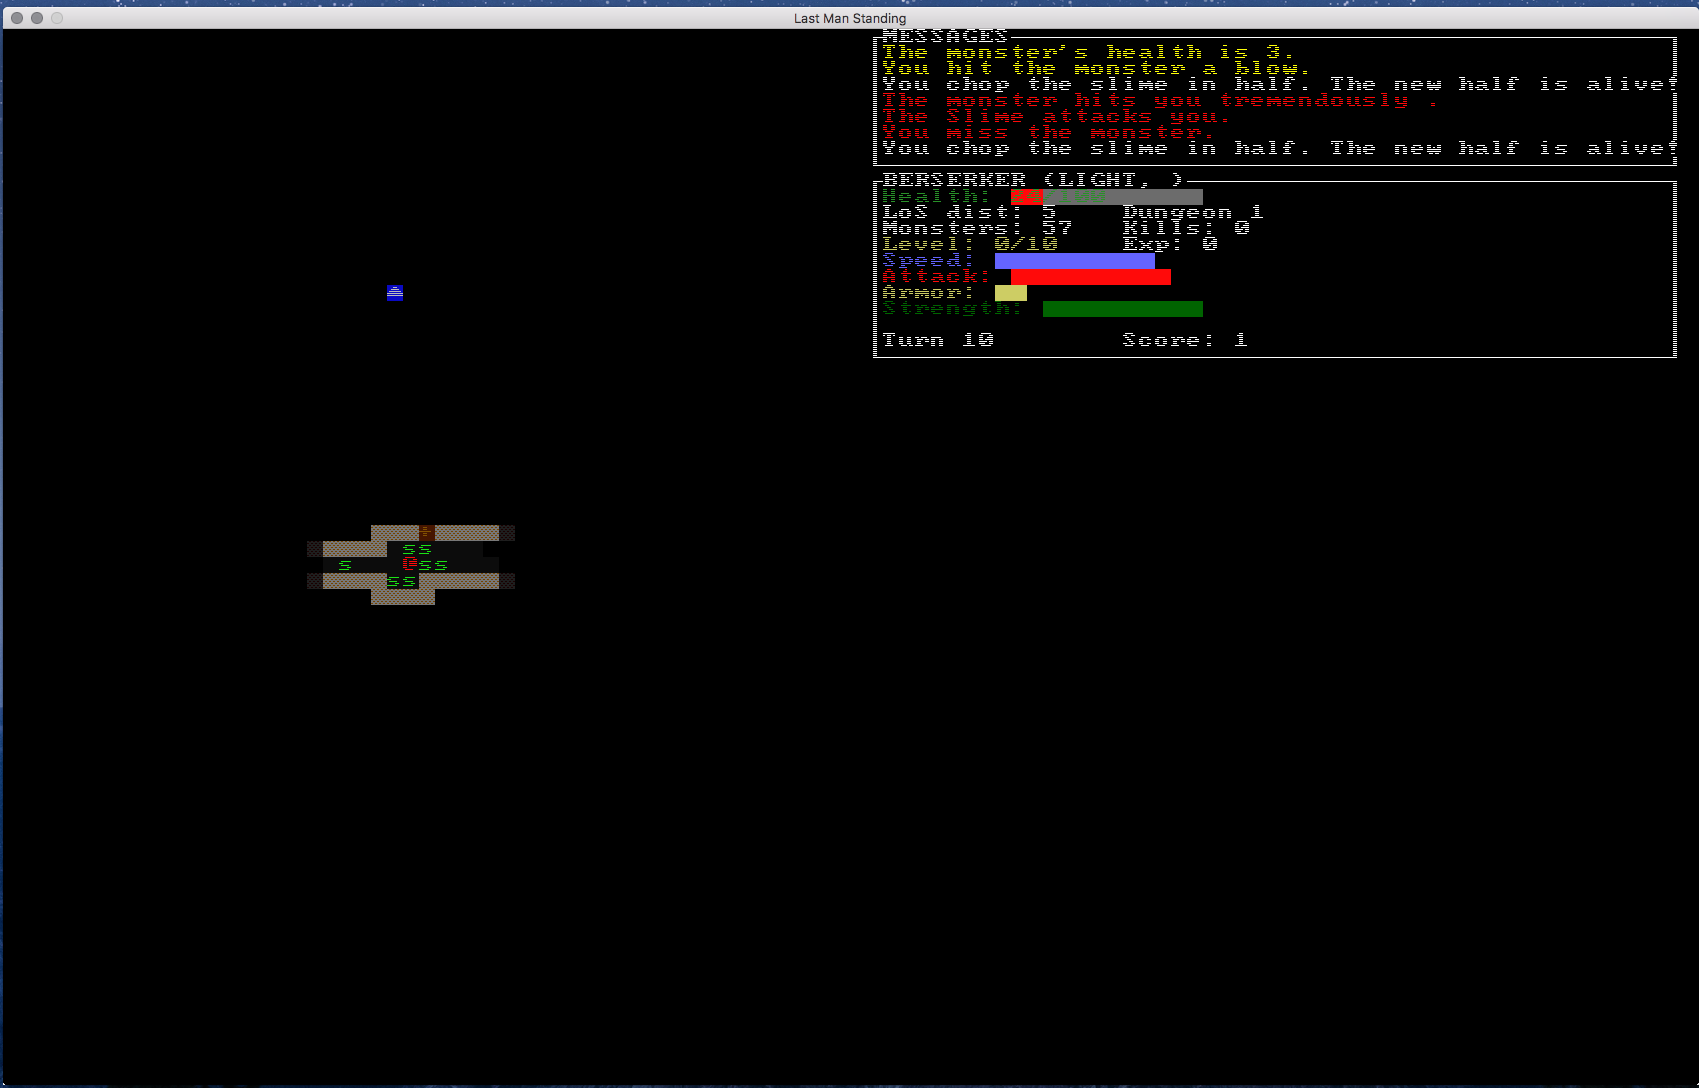 Last Man Standing
MESSAGES
The monster's health is 3.
You hit the monster a blow.
You chop the slime in half. The new half is alive!
The monster hits you tremendously .
The Slime attacks you.
You miss the monster.
You chop the slime in half. The new half is alive!
BERSERKER (LIGHT, )
Health:
LoS dist: 5 Dungeon 1
Monsters: 57 Kills: 0
Level: 0/10 Exp: 0
Speed:
Attack:
Armor:
Strength:
Turn 10 Score: 1
+
ss
s @ss
ss